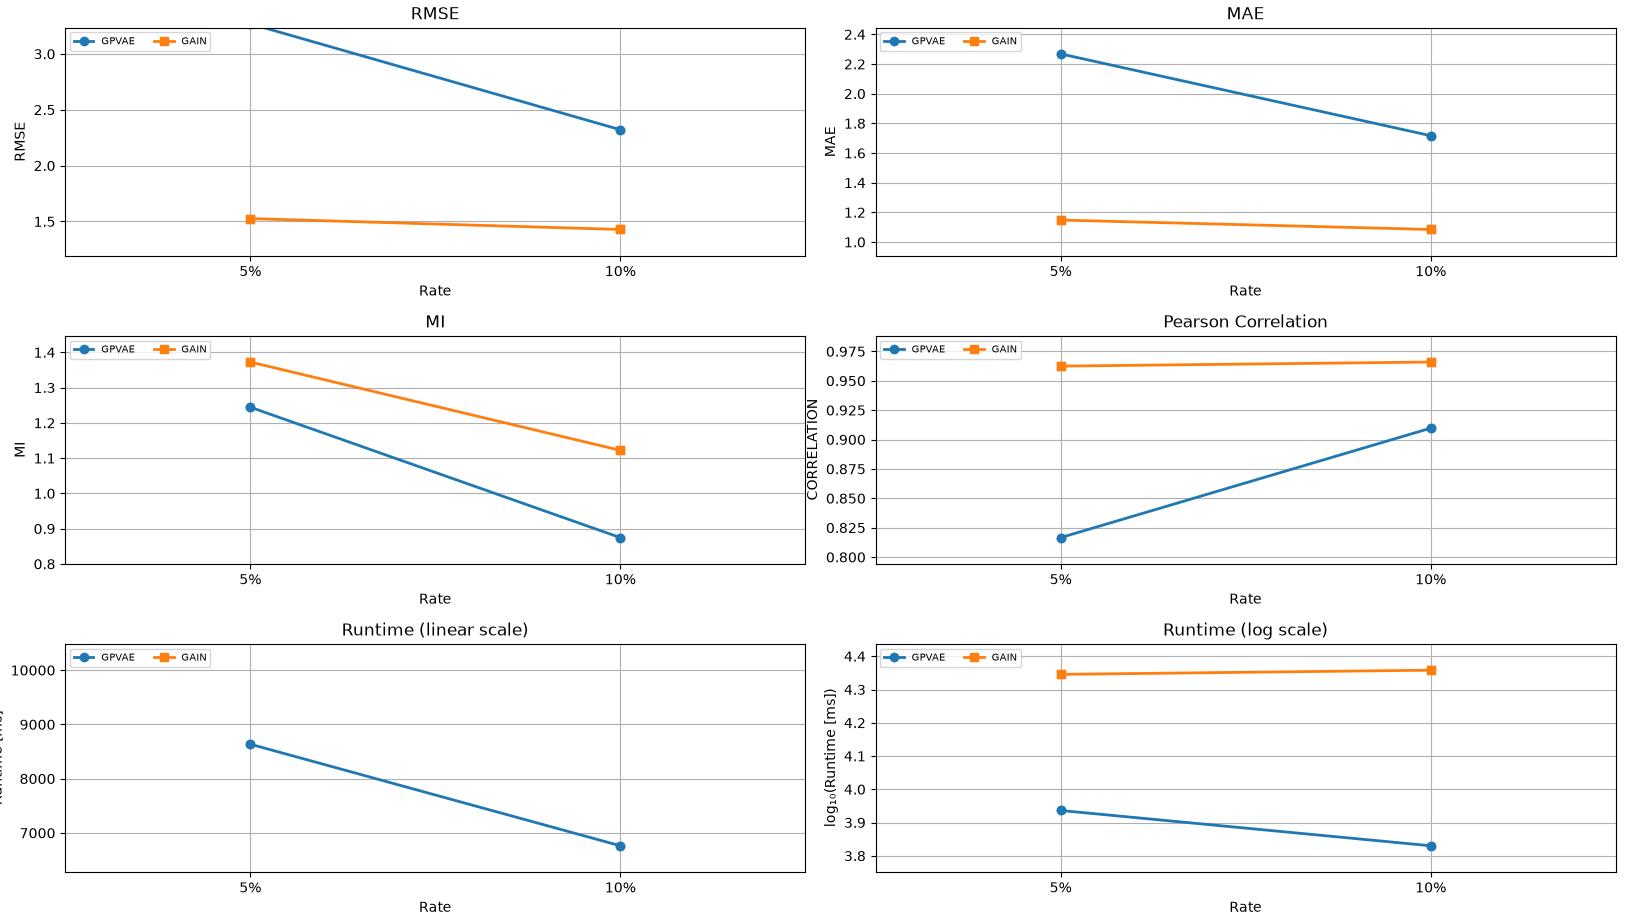 RMSE
GPVAE GAIN
3.0
2.5
2.0
1.5
RMSE
5% 10%
Rate
MAE
GPVAE GAIN
2.4
2.2
2.0
1.8
1.6
1.4
1.2
1.0
MAE
5% 10%
Rate
MI
GPVAE GAIN
1.4
1.3
1.2
1.1
1.0
0.9
0.8
MI
5% 10%
Rate
Pearson Correlation
GPVAE GAIN
0.975
0.950
0.925
0.900
0.875
0.850
0.825
0.800
CORRELATION
5% 10%
Rate
Runtime (linear scale)
GPVAE GAIN
10000
9000
8000
7000
5% 10%
Rate
Runtime (log scale)
GPVAE GAIN
4.4
4.3
4.2
4.1
4.0
3.9
3.8
log₁₀(Runtime [ms])
5% 10%
Rate